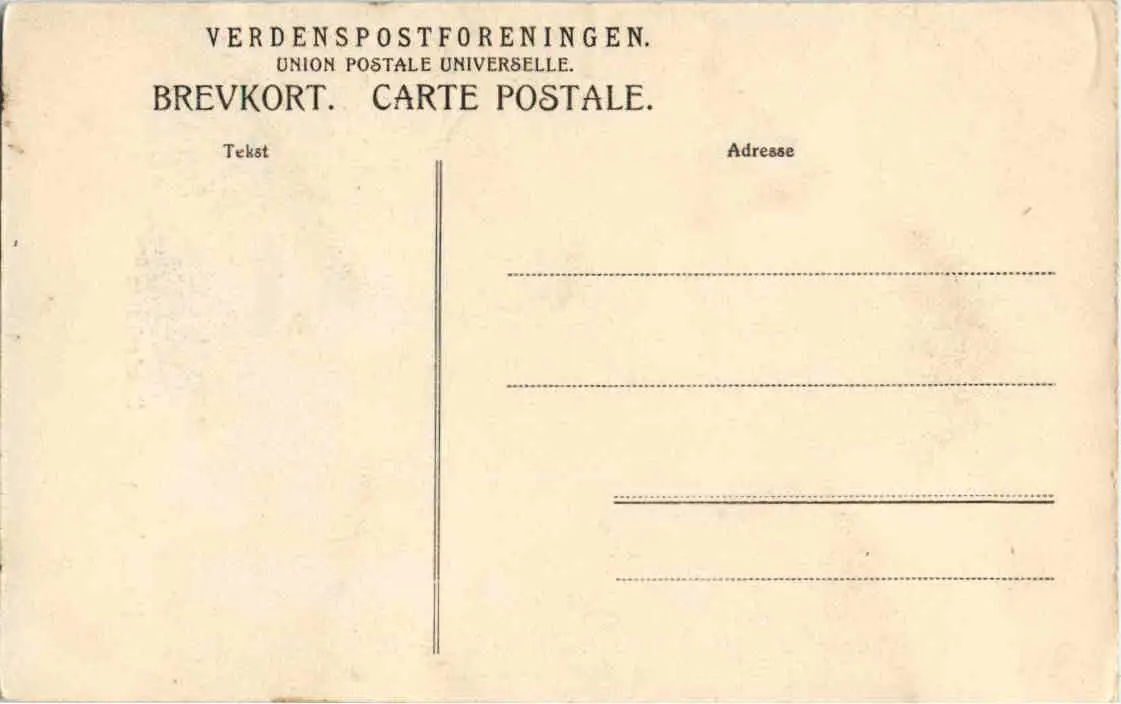 VERDENSPOSTFORENINGEN.
UNION POSTALE UNIVERSELLE.
BREVKORT. CARTE POSTALE.
Tekst
Adresse